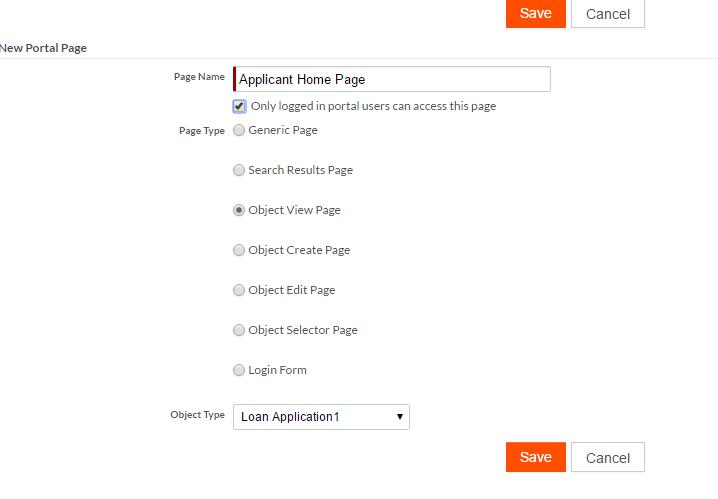 Save Cancel
New Portal Page
Page Name Applicant Home Page
Only logged in portal users can access this page
Page Type Generic Page
Search Results Page
Object View Page
Object Create Page
Object Edit Page
Object Selector Page
Login Form
Object Type Loan Application1
Save Cancel